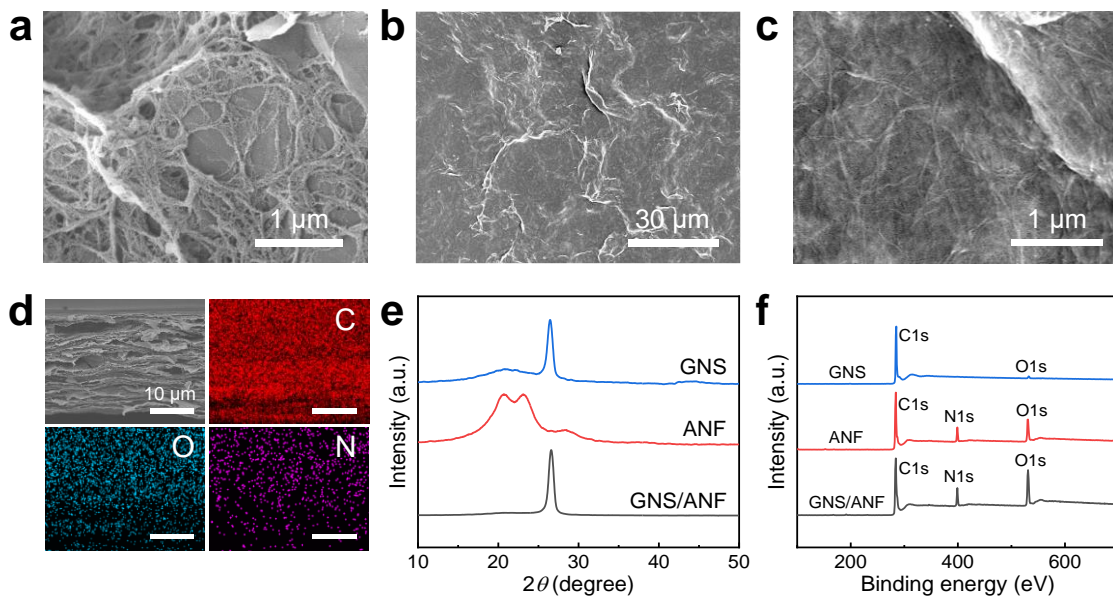 a
1 μm
b
30 μm
c
1 μm
d
10 μm
C
O
N
e
Intensity (a.u.)
GNS
ANF
GNS/ANF
10 20 30 40 50
2θ (degree)
f
Intensity (a.u.)
C1s
O1s
GNS
C1s
N1s
O1s
ANF
C1s
N1s
O1s
GNS/ANF
200 400 600
Binding energy (eV)